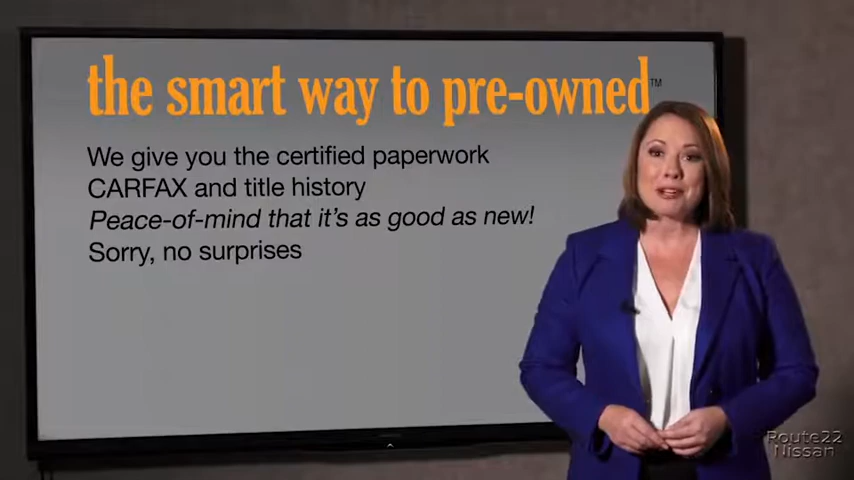 the smart way to pre-owned™
We give you the certified paperwork
CARFAX and title history
Peace-of-mind that it's as good as new!
Sorry, no surprises
Route22
Nissan